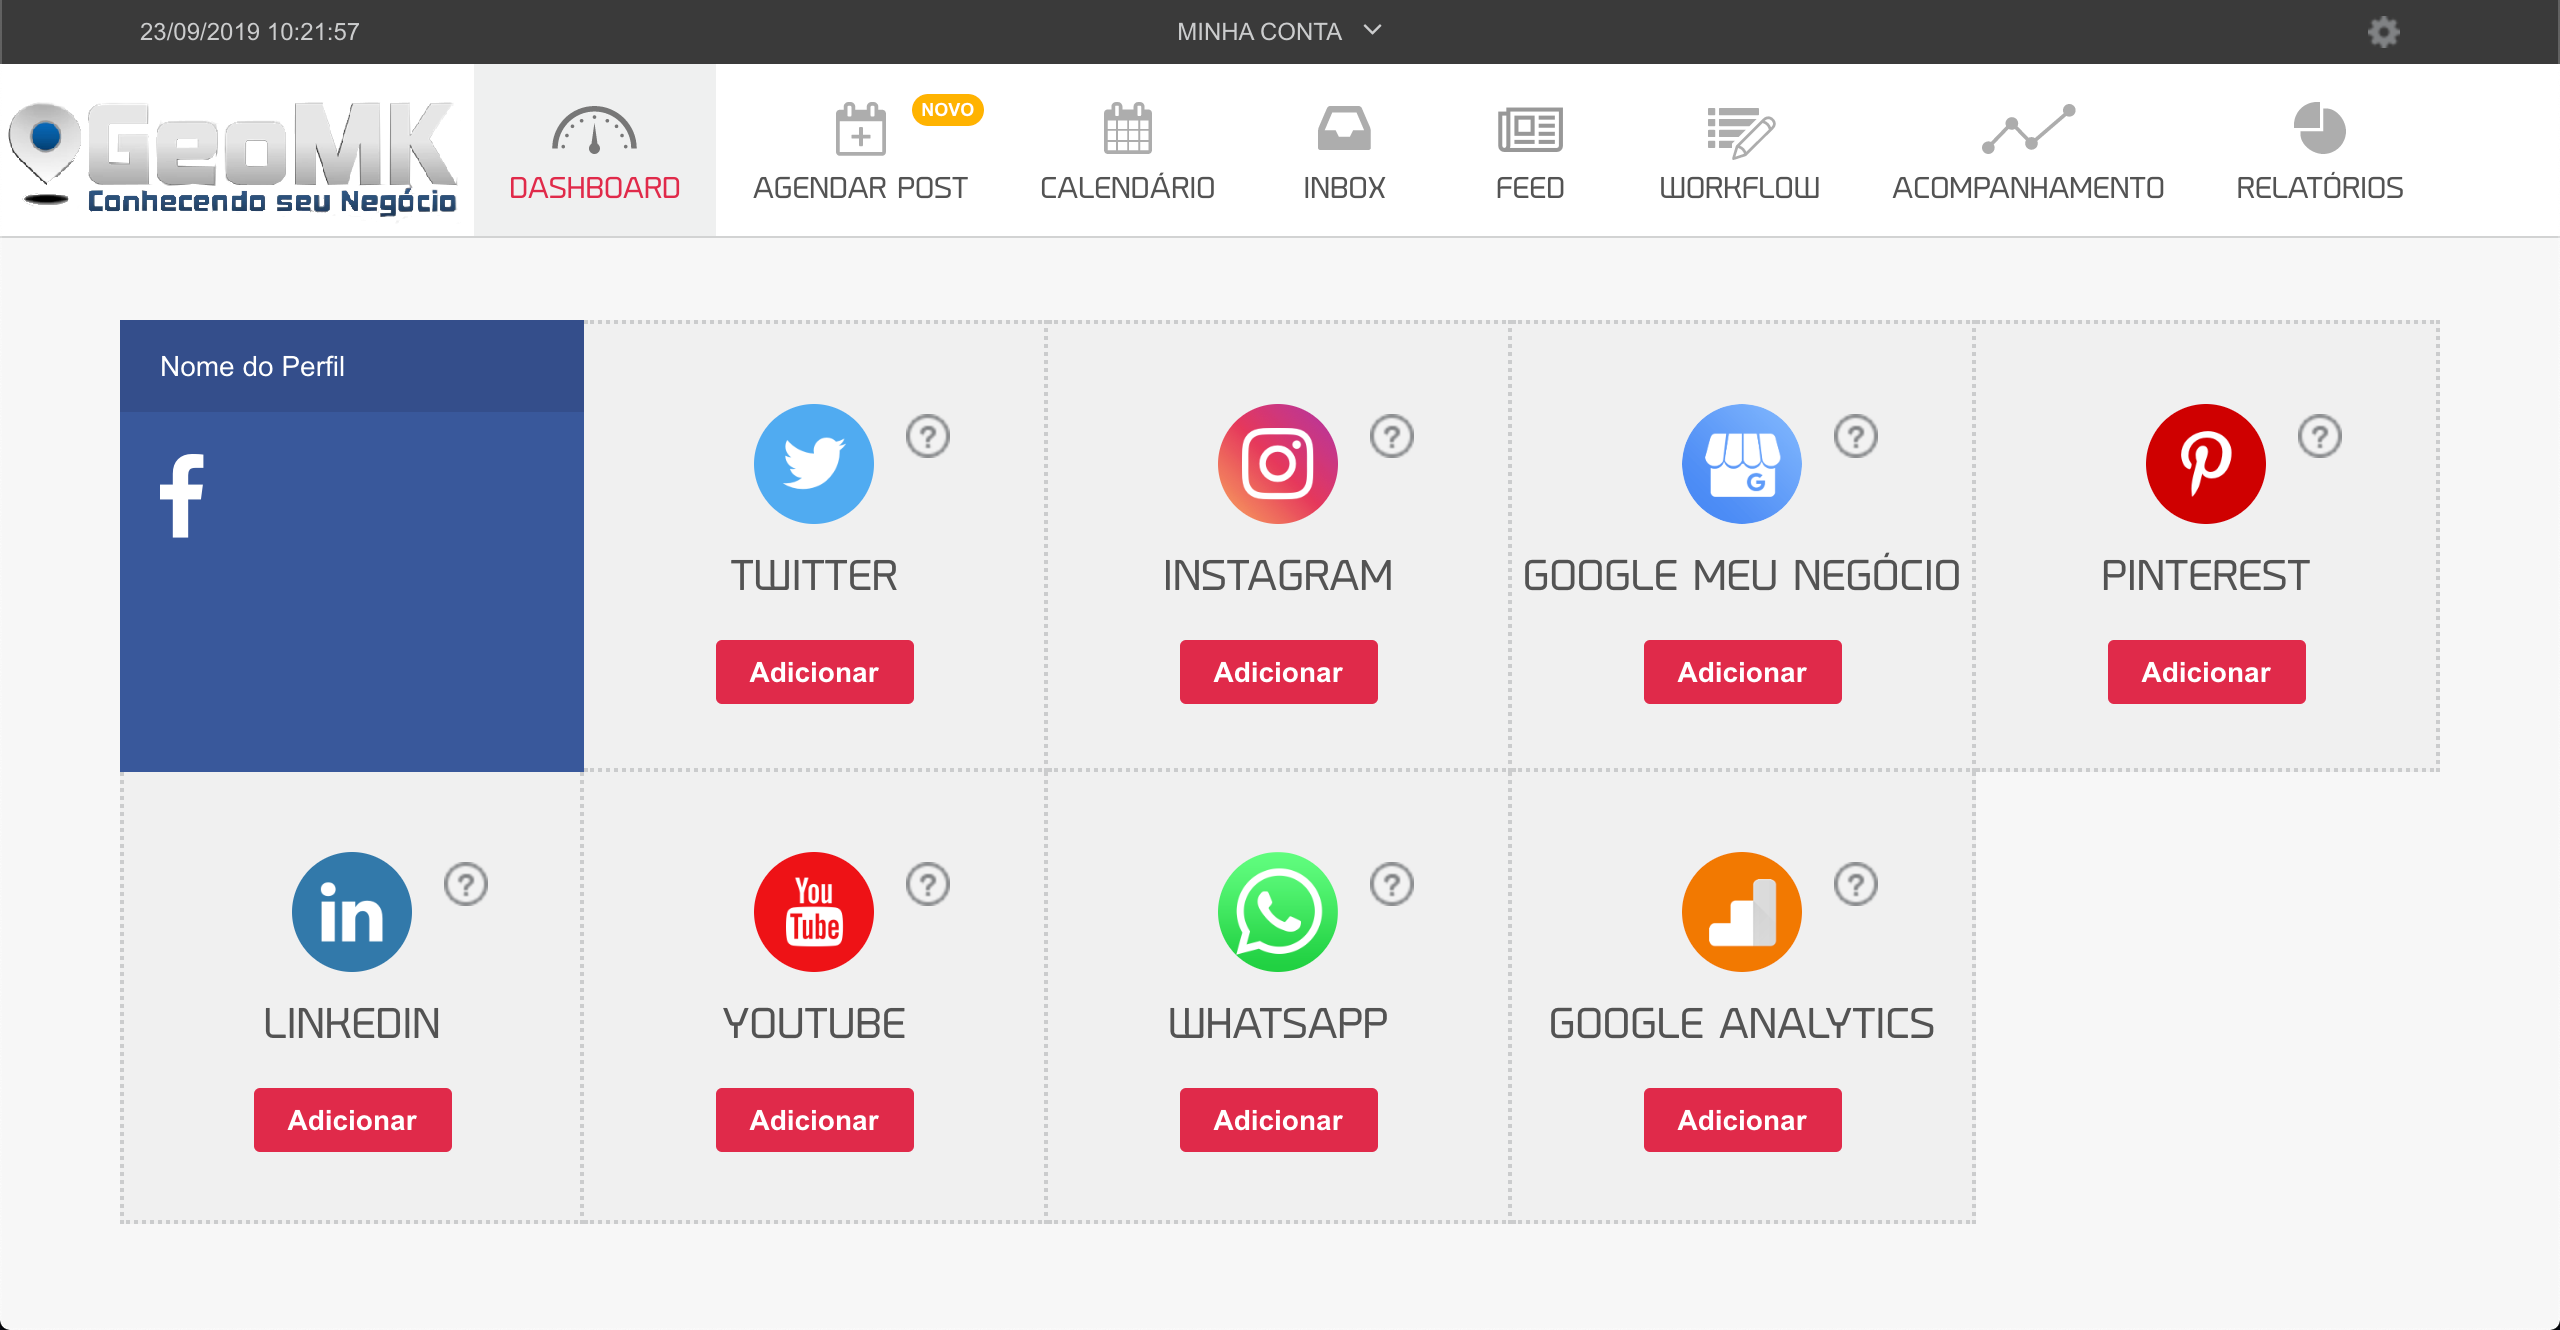 23/09/2019 10:21:57
MINHA CONTA
GeoMK
Conhecendo seu Negócio
DASHBOARD
AGENDAR POST
NOVO
CALENDÁRIO
INBOX
FEED
WORKFLOW
ACOMPANHAMENTO
RELATÓRIOS
Nome do Perfil
f
?
TWITTER
Adicionar
?
INSTAGRAM
Adicionar
G
?
GOOGLE MEU NEGÓCIO
Adicionar
?
PINTEREST
Adicionar
in
?
LINKEDIN
Adicionar
You
Tube
?
YOUTUBE
Adicionar
?
WHATSAPP
Adicionar
?
GOOGLE ANALYTICS
Adicionar